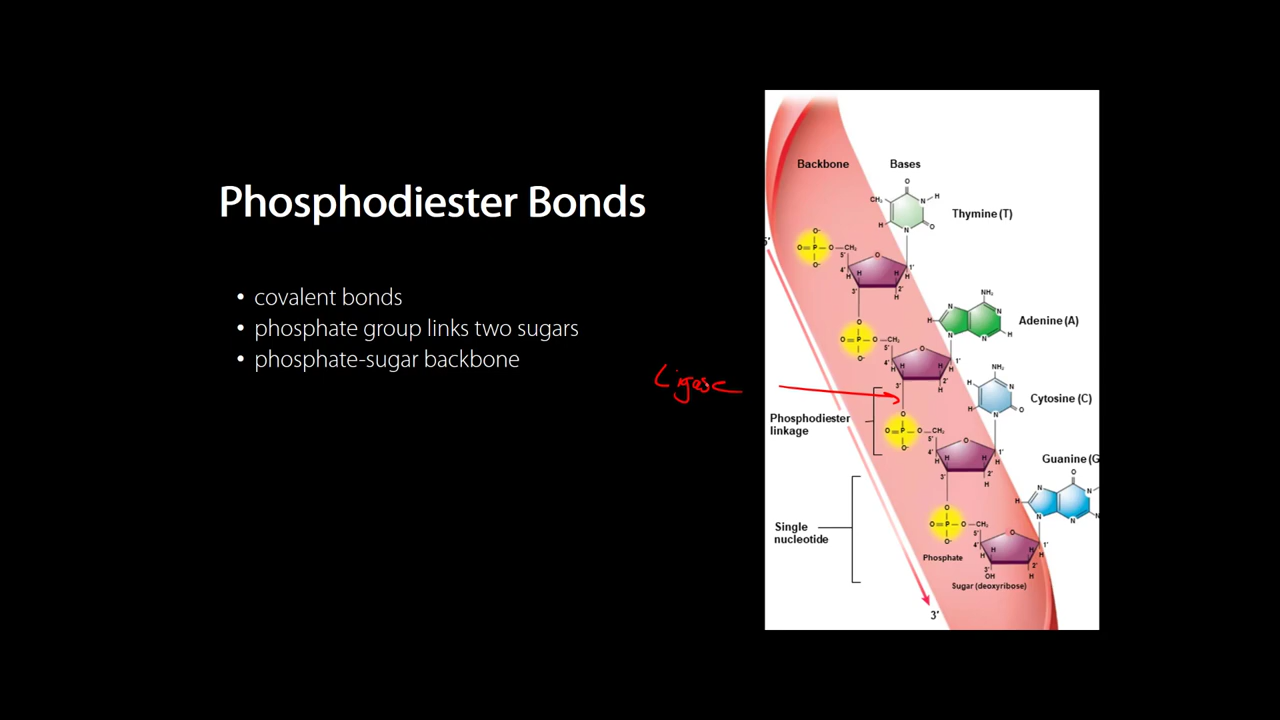 Phosphodiester Bonds
• covalent bonds
• phosphate group links two sugars
• phosphate-sugar backbone
Ligase
Backbone
Bases
Thymine (T)
5'
Adenine (A)
Cytosine (C)
Phosphodiester
linkage
Guanine (G
Single
nucleotide
Phosphate
Sugar (deoxyribose)
3'